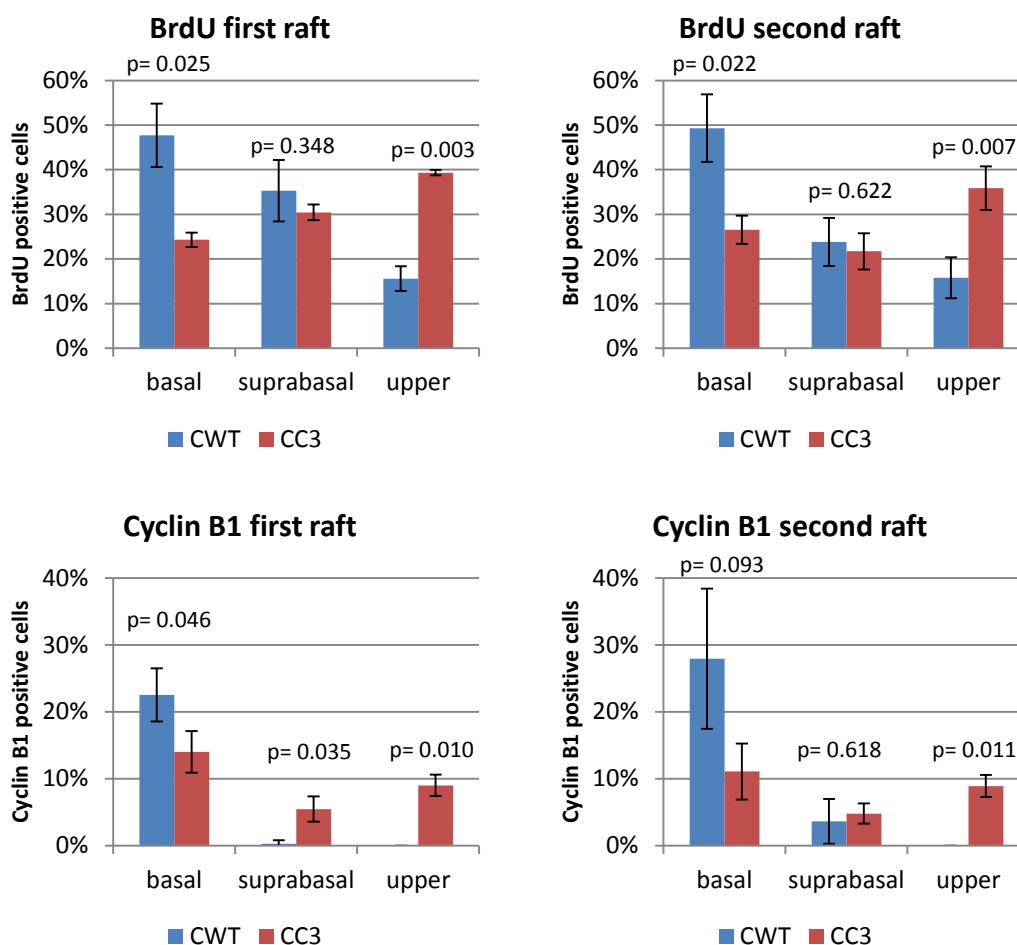 BrdU first raft
p= 0.025
60%
50%
40%
30%
20%
10%
0%
BrdU positive cells
p= 0.348
p= 0.003
basal suprabasal upper
CWT CC3
BrdU second raft
p= 0.022
60%
50%
40%
30%
20%
10%
0%
BrdU positive cells
p= 0.622
p= 0.007
basal suprabasal upper
CWT CC3
Cyclin B1 first raft
40%
30%
20%
10%
0%
Cyclin B1 positive cells
p= 0.046
p= 0.035
p= 0.010
basal suprabasal upper
CWT CC3
Cyclin B1 second raft
p= 0.093
40%
30%
20%
10%
0%
Cyclin B1 positive cells
p= 0.618
p= 0.011
basal suprabasal upper
CWT CC3